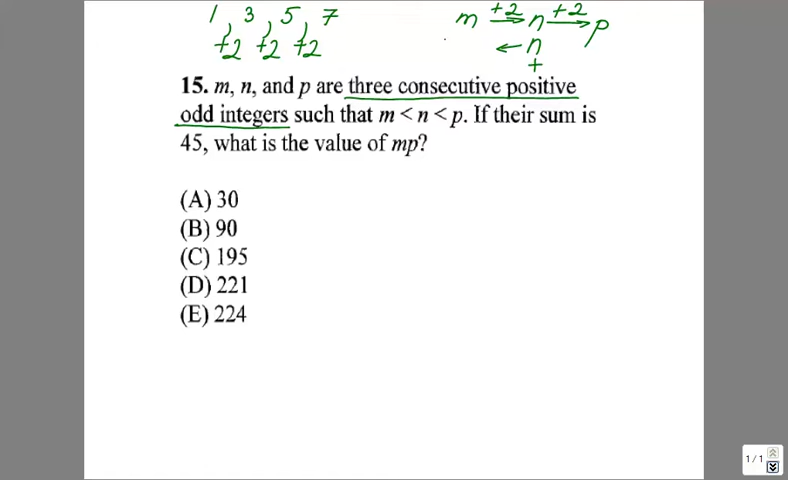 1, 3, 5, 7
+2 +2 +2
m +2 n +2 p
n
+
15. m, n, and p are three consecutive positive
odd integers such that m < n < p. If their sum is
45, what is the value of mp?
(A) 30
(B) 90
(C) 195
(D) 221
(E) 224
1/1